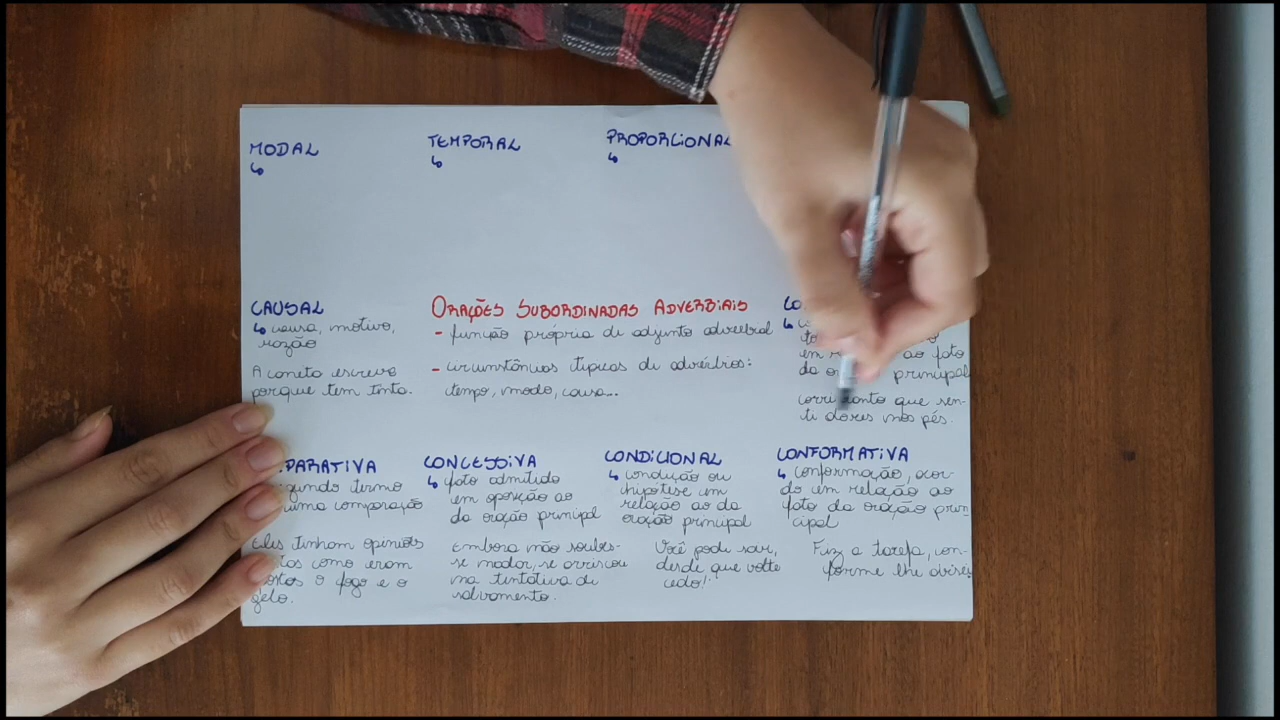 MODAL
↳
TEMPORAL
↳
PROPORCIONAL
↳
CAUSAL
↳ causa, motivo,
razão
A caneta escreve
porque tem tinta.
ORAÇÕES SUBORDINADAS ADVERBIAIS
- função própria de adjunto adverbial
- circunstâncias típicas de advérbios:
tempo, modo, causa...
ao fato
principal
que sen-
ti dores nos pés.
PARATIVA
termo
uma comparação
Eles tinham opiniões
como eram
o fogo e o
gelo.
CONCESSIVA
↳ fato admitido
em oposição ao
da oração principal
Embora não soubes-
se nadar, se arriscou
na tentativa de
salvamento.
CONDICIONAL
↳ condição ou
hipótese em
relação ao da
oração principal
Você pode sair,
desde que volte
cedo!
CONFORMATIVA
↳ conformação, acor-
do em relação ao
fato da oração prin-
cipal
Fiz a tarefa, con-
forme lhe disse